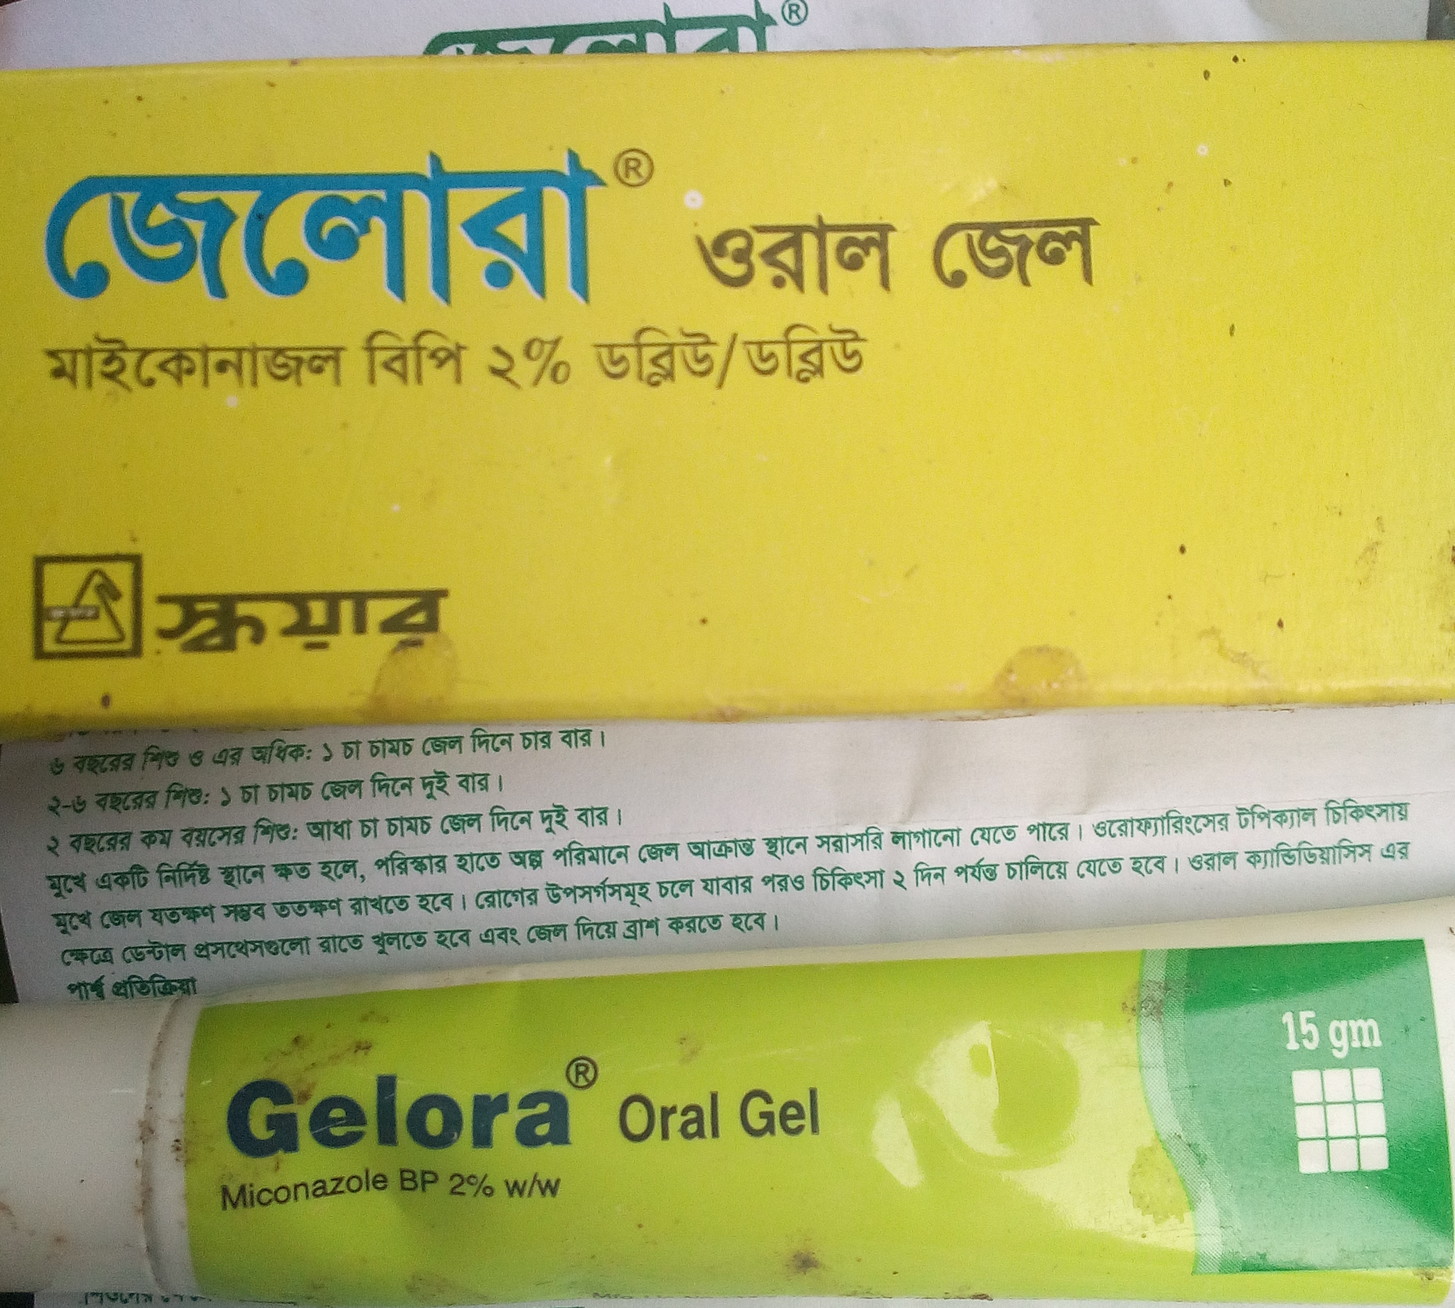 জেলোরা®
জেলোরা® ওরাল জেল
মাইকোনাজল বিপি ২% ডব্লিউ/ডব্লিউ
স্কয়ার
৬ বছরের শিশু ও এর অধিক: ১ চা চামচ জেল দিনে চার বার।
২-৬ বছরের শিশু: ১ চা চামচ জেল দিনে দুই বার।
২ বছরের কম বয়সের শিশু: আধা চা চামচ জেল দিনে দুই বার।
মুখে একটি নির্দিষ্ট স্থানে ক্ষত হলে, পরিষ্কার হাতে অল্প পরিমানে জেল আক্রান্ত স্থানে সরাসরি লাগানো যেতে পারে। ওরোফ্যারিংসের টপিক্যাল চিকিৎসায়
মুখে জেল যতক্ষণ সম্ভব ততক্ষণ রাখতে হবে। রোগের উপসর্গসমূহ চলে যাবার পরও চিকিৎসা ২ দিন পর্যন্ত চালিয়ে যেতে হবে। ওরাল ক্যান্ডিডিয়াসিস এর
ক্ষেত্রে ডেন্টাল প্রসথেসগুলো রাতে খুলতে হবে এবং জেল দিয়ে ব্রাশ করতে হবে।
পার্শ্ব প্রতিক্রিয়া
15 gm
Gelora® Oral Gel
Miconazole BP 2% w/w